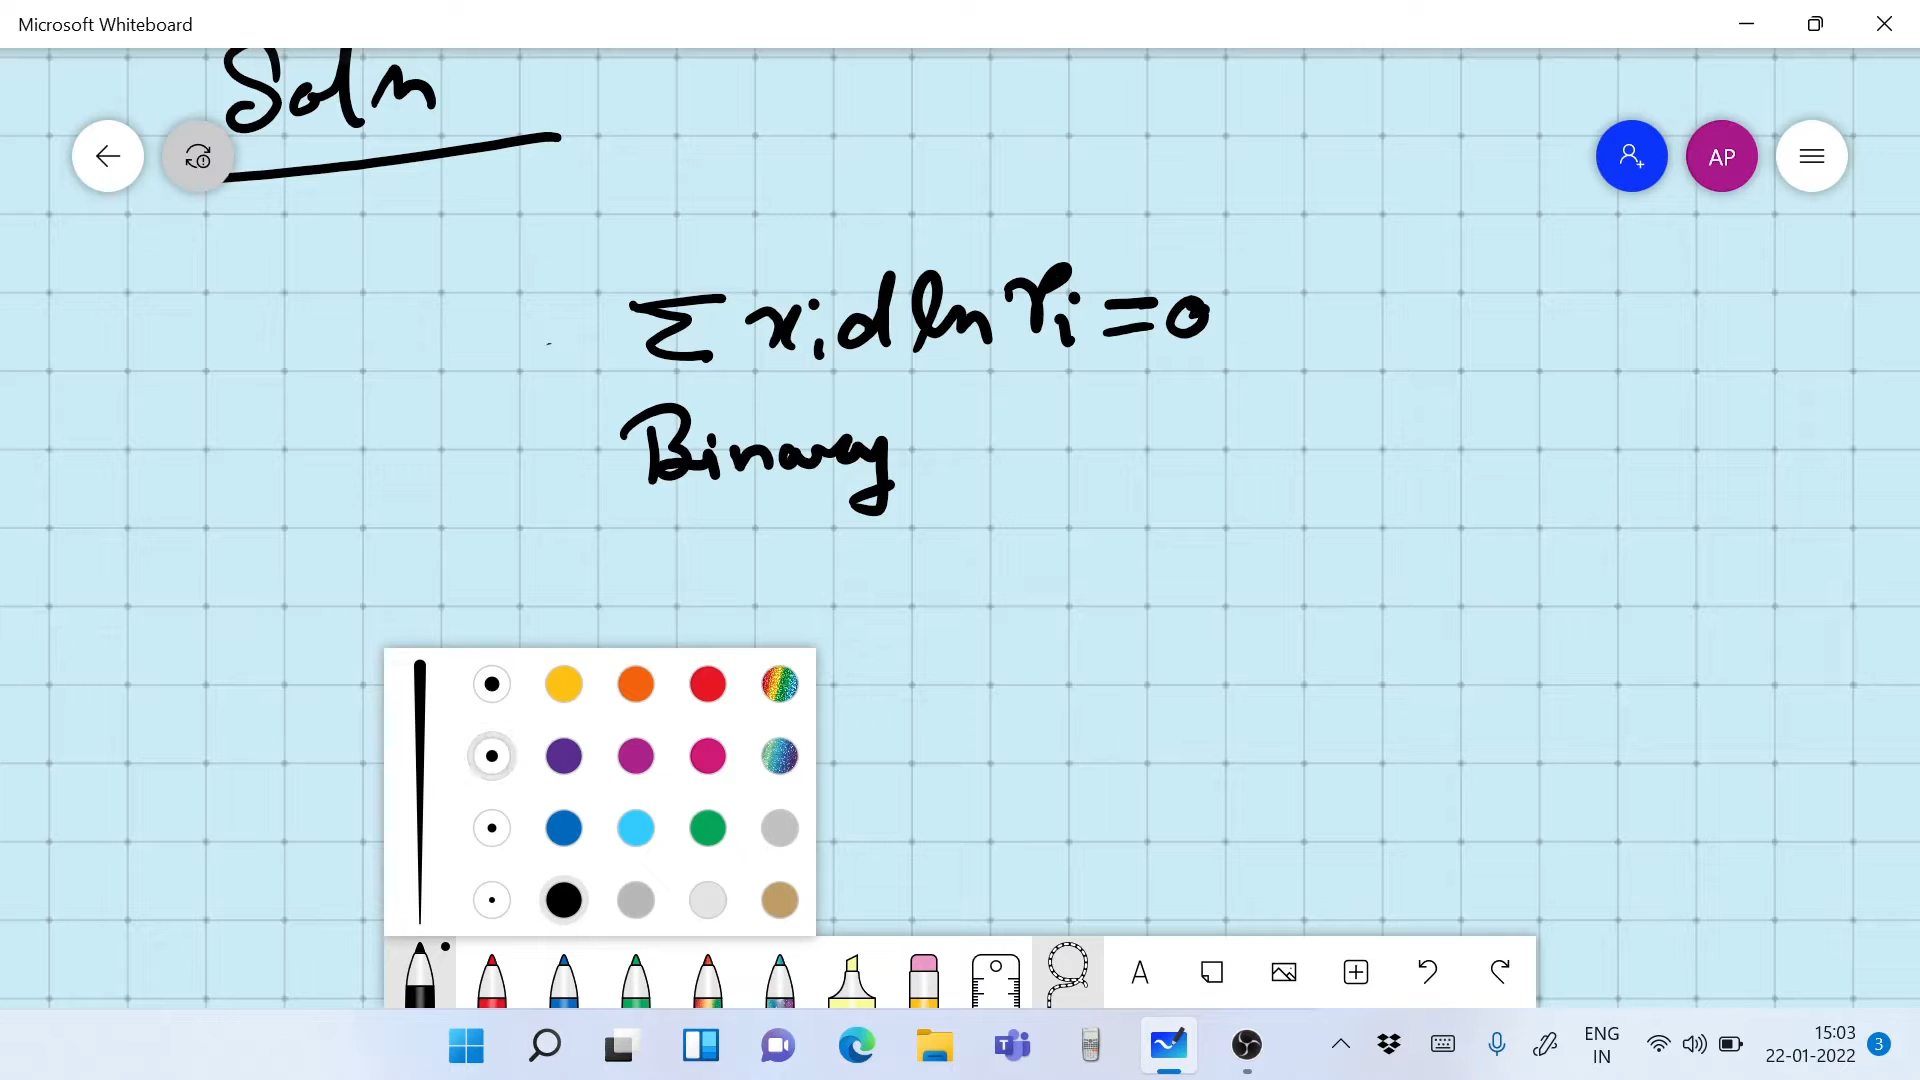 Microsoft Whiteboard
Soln
AP
Σ xᵢ d ln γᵢ = 0
Binary
A
T
ENG
IN
15:03
22-01-2022
3